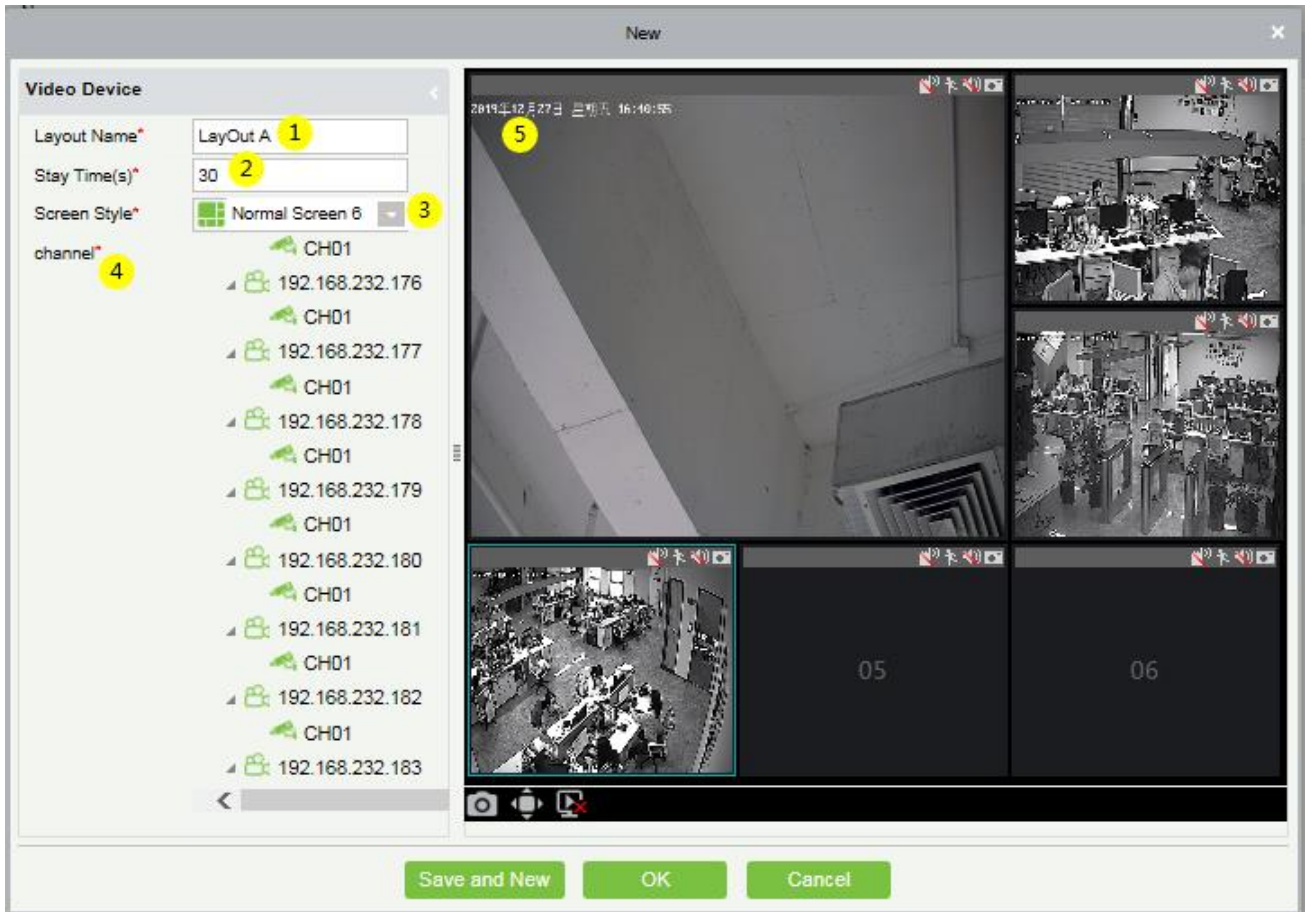 New
Video Device
Layout Name* LayOut A 1
Stay Time(s)* 30 2
Screen Style* Normal Screen 6 3
channel* 4
CH01
192.168.232.176
CH01
192.168.232.177
CH01
192.168.232.178
CH01
192.168.232.179
CH01
192.168.232.180
CH01
192.168.232.181
CH01
192.168.232.182
CH01
192.168.232.183
2019年12月27日 星期五 16:40:55
5
05
06
Save and New
OK
Cancel